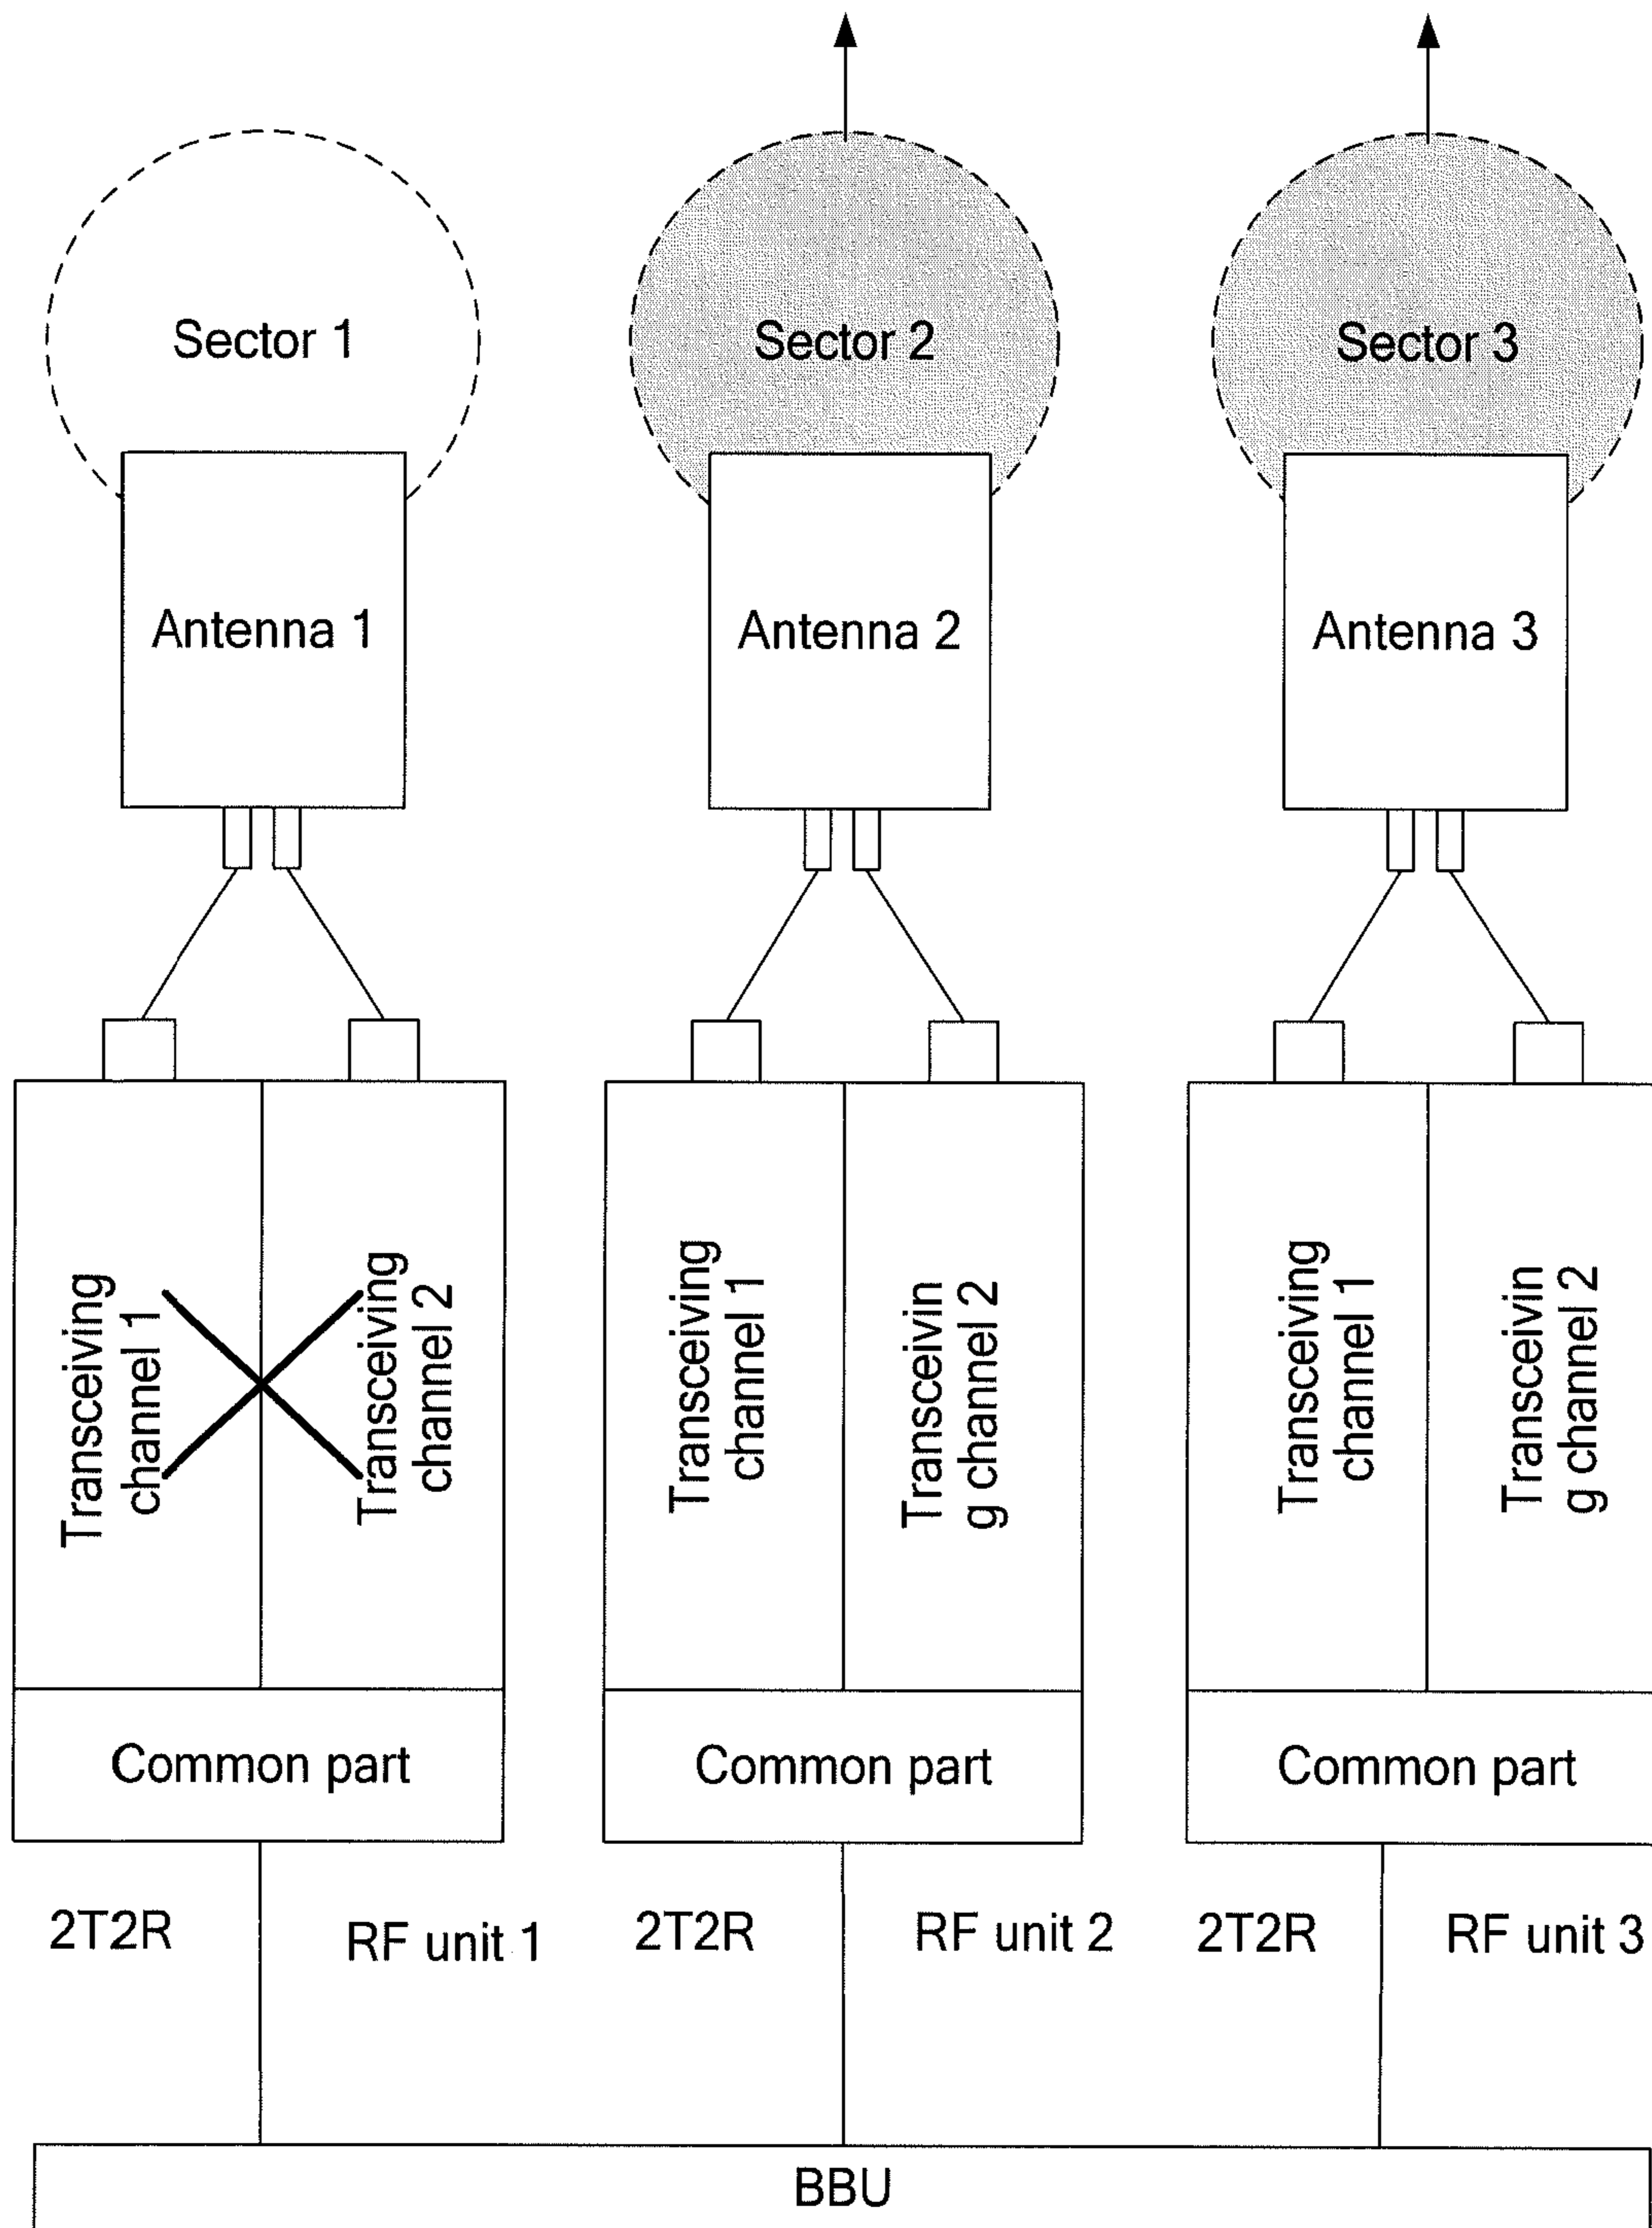 Sector 1
Sector 2
Sector 3
Antenna 1
Antenna 2
Antenna 3
Transceiving
channel 1
Transceiving
channel 2
Transceiving
channel 1
Transceivin
g channel 2
Transceiving
channel 1
Transceivin
g channel 2
Common part
Common part
Common part
2T2R
RF unit 1
2T2R
RF unit 2
2T2R
RF unit 3
BBU